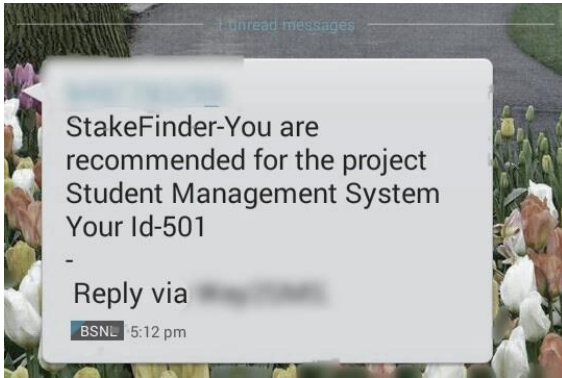 1 unread messages
StakeFinder-You are
recommended for the project
Student Management System
Your Id-501
-
Reply via
BSNL 5:12 pm